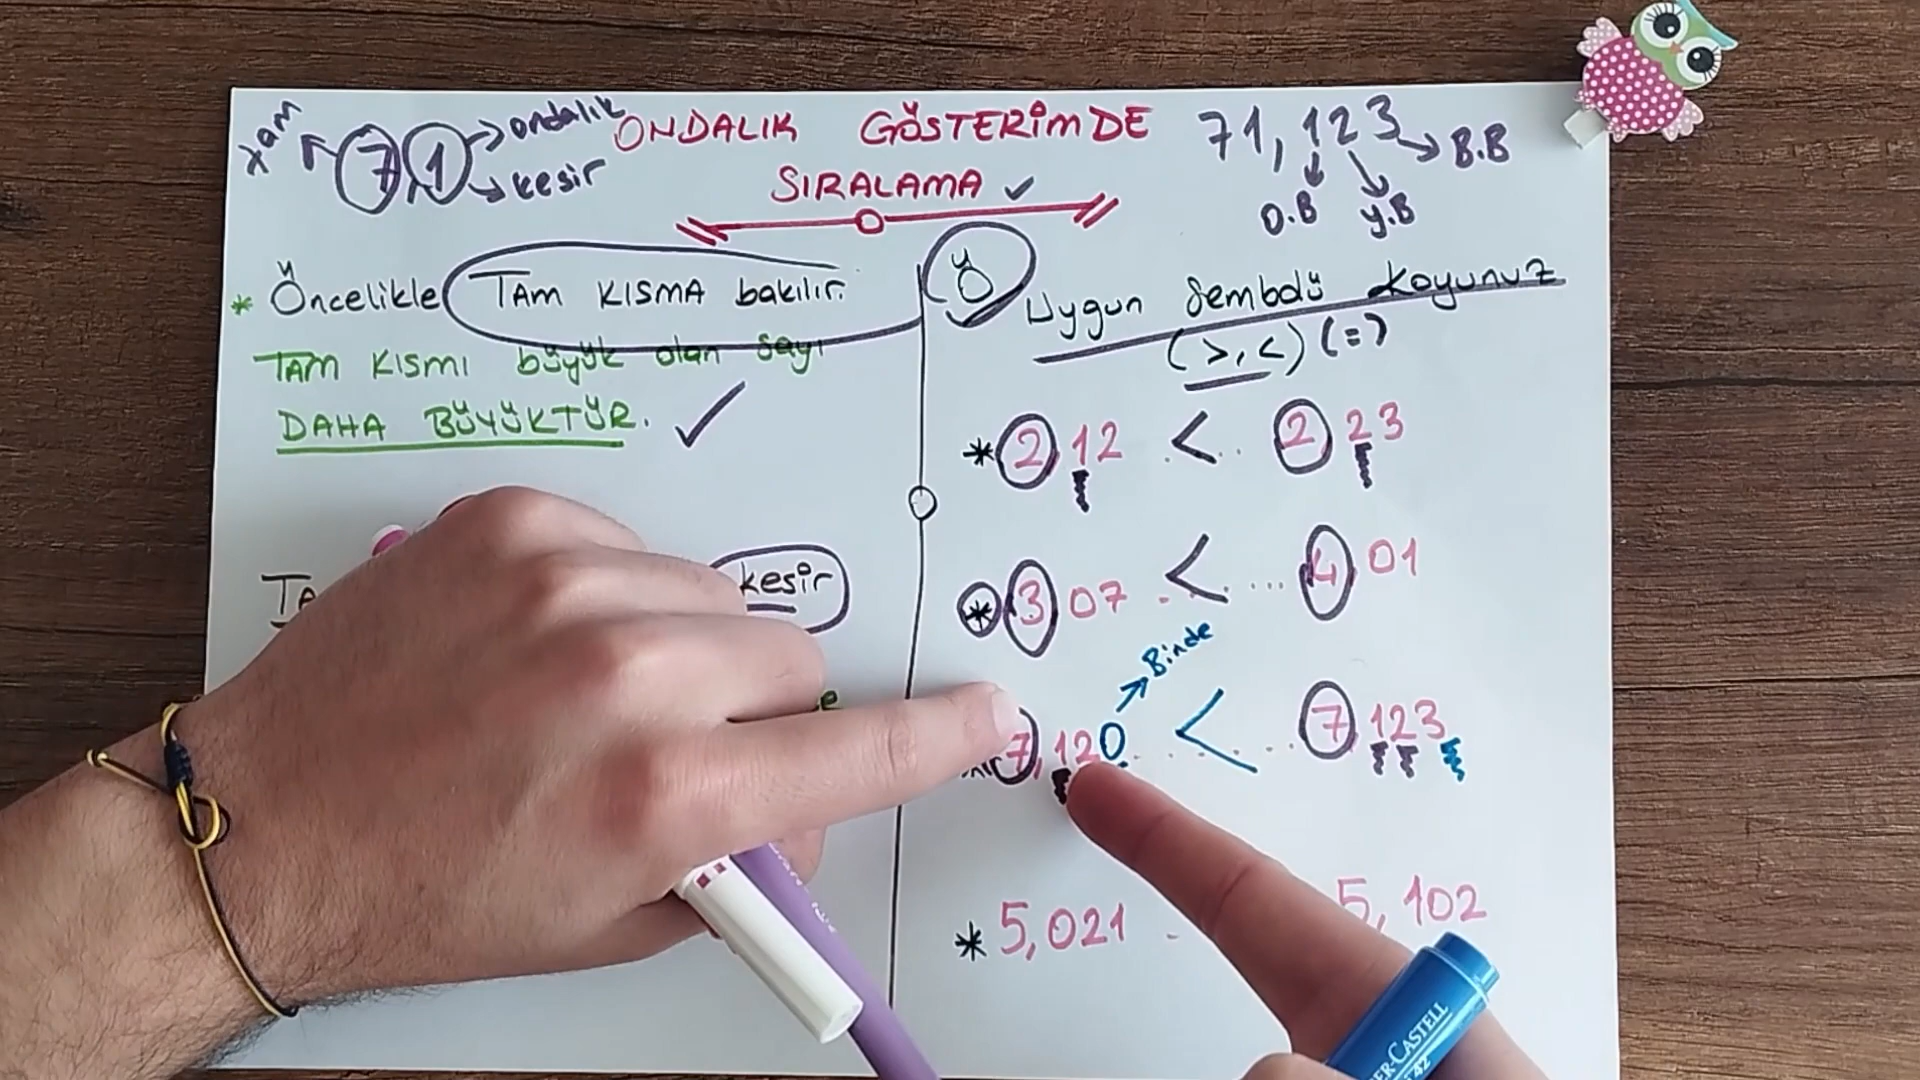 tam
7,1
ondalık
kesir
ONDALIK GÖSTERİMDE
SIRALAMA ✓
71,123
O.B
y.B
B.B
* Öncelikle TAM KISMA bakılır.
TAM KISMI büyük olan sayı
DAHA BÜYÜKTÜR. ✓
kesir
Ö
Uygun Sembolü Koyunuz
(>, <) (=)
* 2,12 < 2,23
* 3,07 < 4,01
Binde
7,120 < 7,123
* 5,021 5,102